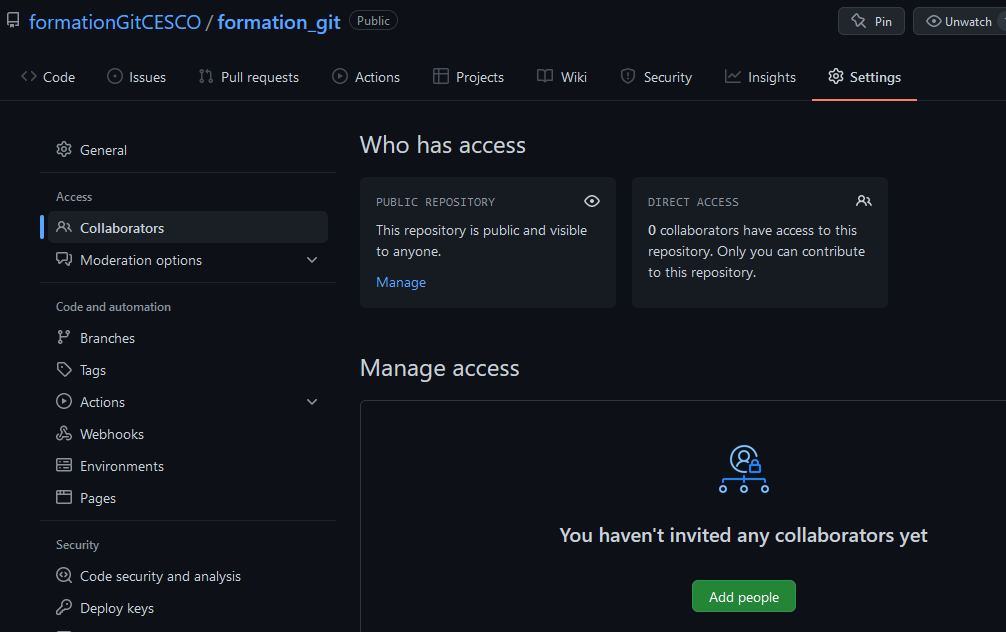 formationGitCESCO / formation_git Public Pin Unwatch
Code Issues Pull requests Actions Projects Wiki Security Insights Settings
General
Access
Collaborators
Moderation options
Code and automation
Branches
Tags
Actions
Webhooks
Environments
Pages
Security
Code security and analysis
Deploy keys
Who has access
PUBLIC REPOSITORY
This repository is public and visible
to anyone.
Manage
DIRECT ACCESS
0 collaborators have access to this
repository. Only you can contribute
to this repository.
Manage access
You haven't invited any collaborators yet
Add people